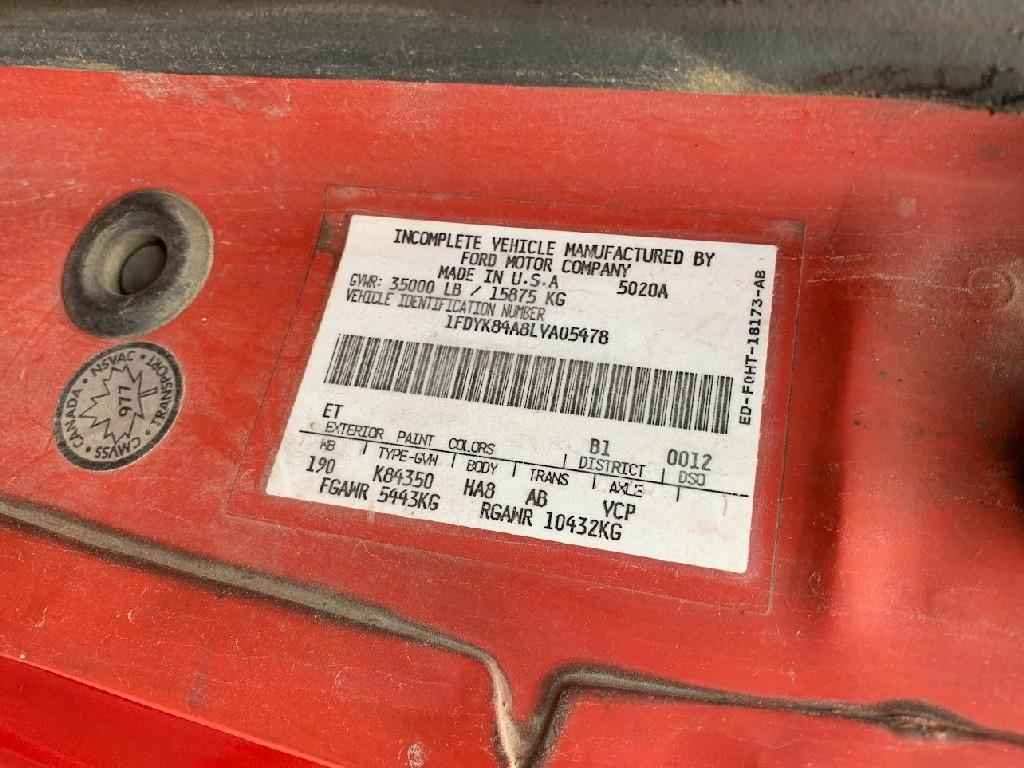 INCOMPLETE VEHICLE MANUFACTURED BY
FORD MOTOR COMPANY
MADE IN U.S.A 5020A
GVWR: 35000 LB / 15875 KG
VEHICLE IDENTIFICATION NUMBER
1FDYK84A8LVA05478
ET B1 0012
EXTERIOR PAINT COLORS DISTRICT DSO
WB TYPE-GVW BODY TRANS AXLE
190 K84350 HA8 AB VCP
FGAWR 5443KG RGAWR 10432KG
ED-F0HT-18173-AB
CANADA • NSVAC • TRANSPORT • CMVSS •
977